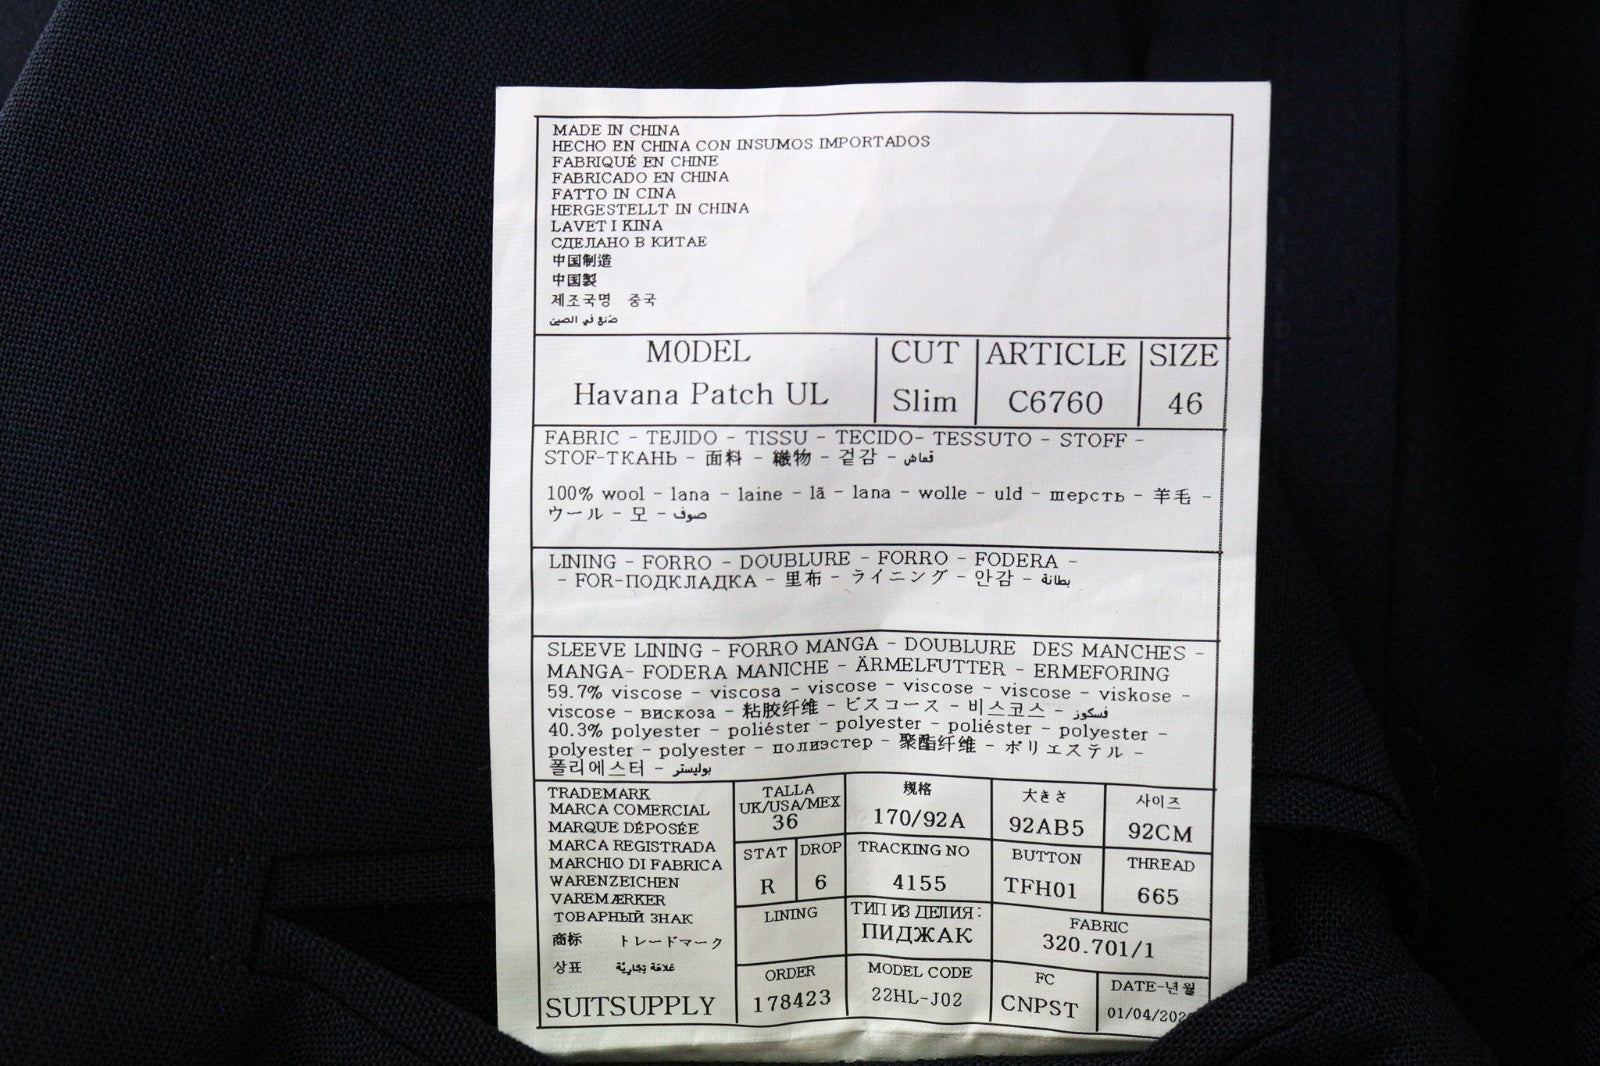 MADE IN CHINA
HECHO EN CHINA CON INSUMOS IMPORTADOS
FABRIQUÉ EN CHINE
FABRICADO EN CHINA
FATTO IN CINA
HERGESTELLT IN CHINA
LAVET I KINA
СДЕЛАНО В КИТАЕ
中国制造
中国製
제조국명 중국
صنع في الصين
MODEL CUT ARTICLE SIZE
Havana Patch UL Slim C6760 46
FABRIC - TEJIDO - TISSU - TECIDO- TESSUTO - STOFF -
STOF-ТКАНЬ - 面料 - 織物 - 겉감 - قماش
100% wool - lana - laine - lã - lana - wolle - uld - шерсть - 羊毛 -
ウール - 모 - صوف
LINING - FORRO - DOUBLURE - FORRO - FODERA -
- FOR-ПОДКЛАДКА - 里布 - ライニング - 안감 - بطانة
SLEEVE LINING - FORRO MANGA - DOUBLURE DES MANCHES -
MANGA- FODERA MANICHE - ÄRMELFUTTER - ERMEFORING
59.7% viscose - viscosa - viscose - viscose - viscose - viskose -
viscose - вискоза - 粘胶纤维 - ビスコース - 비스코스 - فسكوز
40.3% polyester - poliéster - polyester - poliéster - polyester -
polyester - polyester - полиэстер - 聚酯纤维 - ポリエステル -
폴리에스터 - بوليستر
TRADEMARK
MARCA COMERCIAL
MARQUE DÉPOSÉE
MARCA REGISTRADA
MARCHIO DI FABRICA
WARENZEICHEN
VAREMÆRKER
ТОВАРНЫЙ ЗНАК
商标 トレードマーク
상표 علامة تجاريّة
SUITSUPPLY
TALLA
UK/USA/MEX
36
规格
170/92A
大きさ
92AB5
사이즈
92CM
STAT
R
DROP
6
TRACKING NO
4155
BUTTON
TFH01
THREAD
665
LINING
ТИП ИЗ ДЕЛИЯ:
ПИДЖАК
FABRIC
320.701/1
ORDER
178423
MODEL CODE
22HL-J02
FC
CNPST
DATE-년월
01/04/202